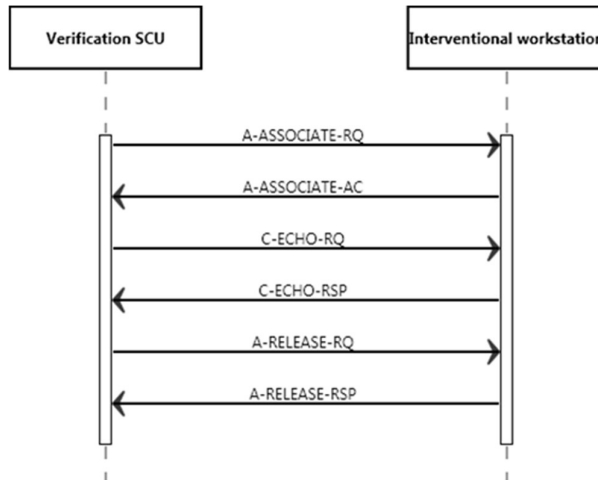 Verification SCU
Interventional workstation
A-ASSOCIATE-RQ
A-ASSOCIATE-AC
C-ECHO-RQ
C-ECHO-RSP
A-RELEASE-RQ
A-RELEASE-RSP